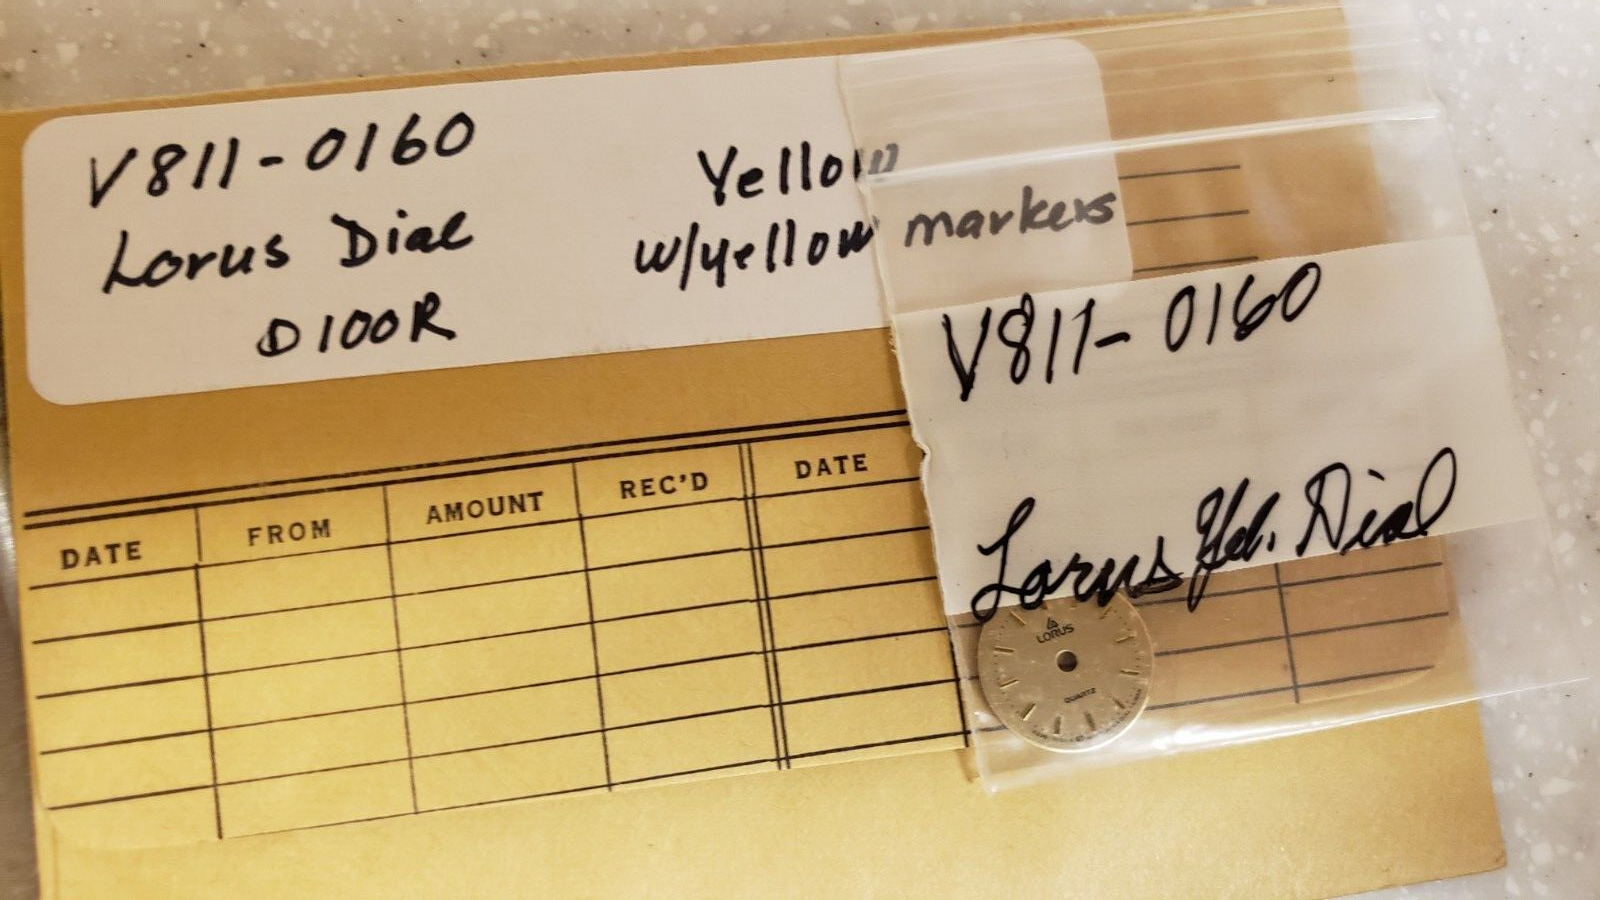 V811-0160
Lorus Dial
D100R
Yellow
w/yellow markers
V811-0160
Lorus Yel. Dial
LORUS
QUARTZ
DATE
FROM
AMOUNT
REC'D
DATE